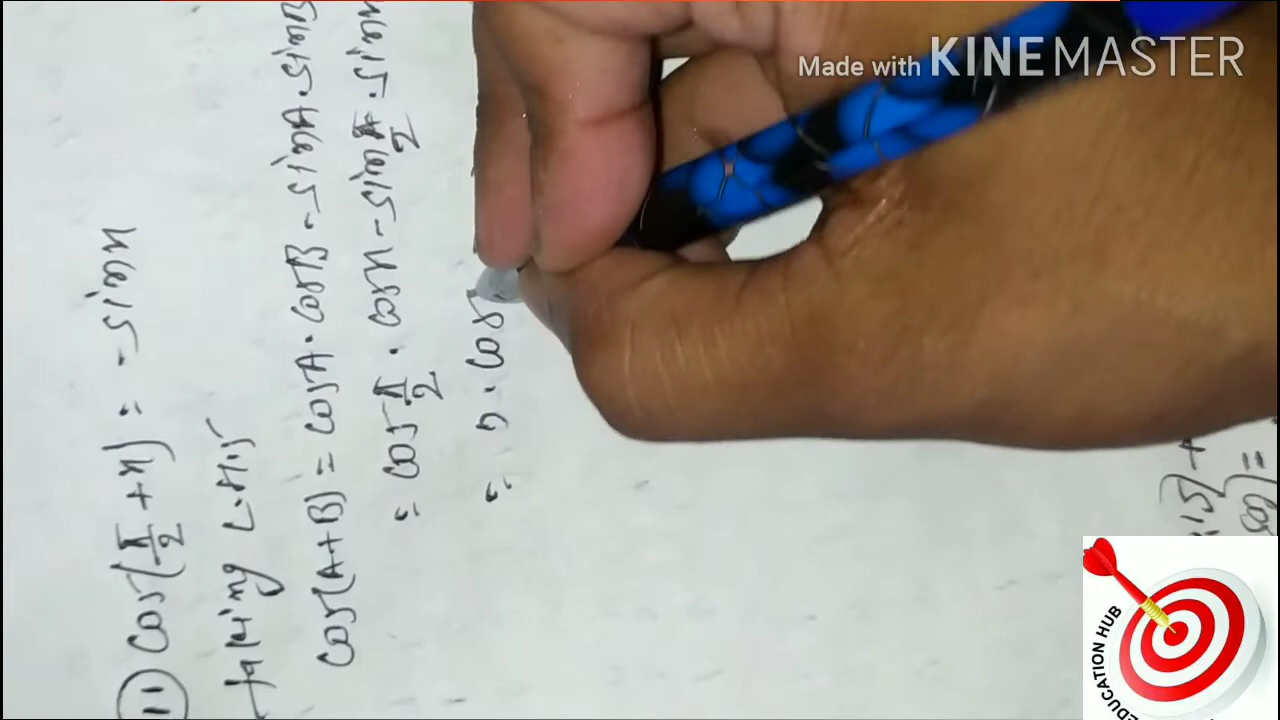 Made with KINEMASTER
11) cos(π/2 + x) = - sin x
taking L.H.S
cos(A+B) = cosA · cosB - sinA · sinB
= cos π/2 · cos x - sin π/2 · sin x
= 0 · cos
EDUCATION HUB